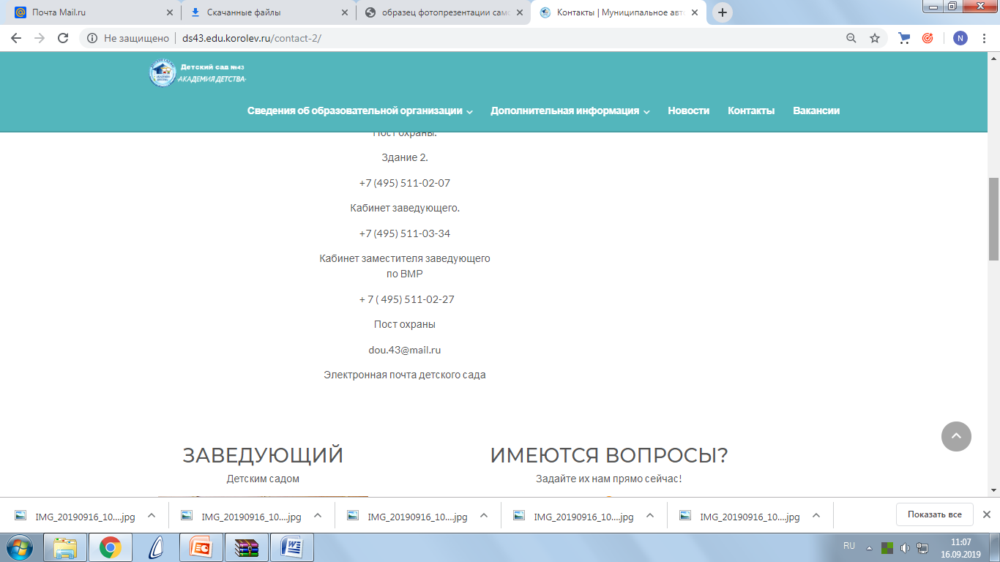 Почта Mail.ru
Скачанные файлы
образец фотопрезентации само
Контакты | Муниципальное авт
Не защищено
ds43.edu.korolev.ru/contact-2/
N
Детский сад №43
«АКАДЕМИЯ ДЕТСТВА»
Сведения об образовательной организации
Дополнительная информация
Новости
Контакты
Вакансии
Пост охраны.
Здание 2.
+7 (495) 511-02-07
Кабинет заведующего.
+7 (495) 511-03-34
Кабинет заместителя заведующего
по ВМР
+ 7 ( 495) 511-02-27
Пост охраны
dou.43@mail.ru
Электронная почта детского сада
ЗАВЕДУЮЩИЙ
Детским садом
ИМЕЮТСЯ ВОПРОСЫ?
Задайте их нам прямо сейчас!
IMG_20190916_10....jpg
IMG_20190916_10....jpg
IMG_20190916_10....jpg
IMG_20190916_10....jpg
IMG_20190916_10....jpg
Показать все
RU
11:07
16.09.2019